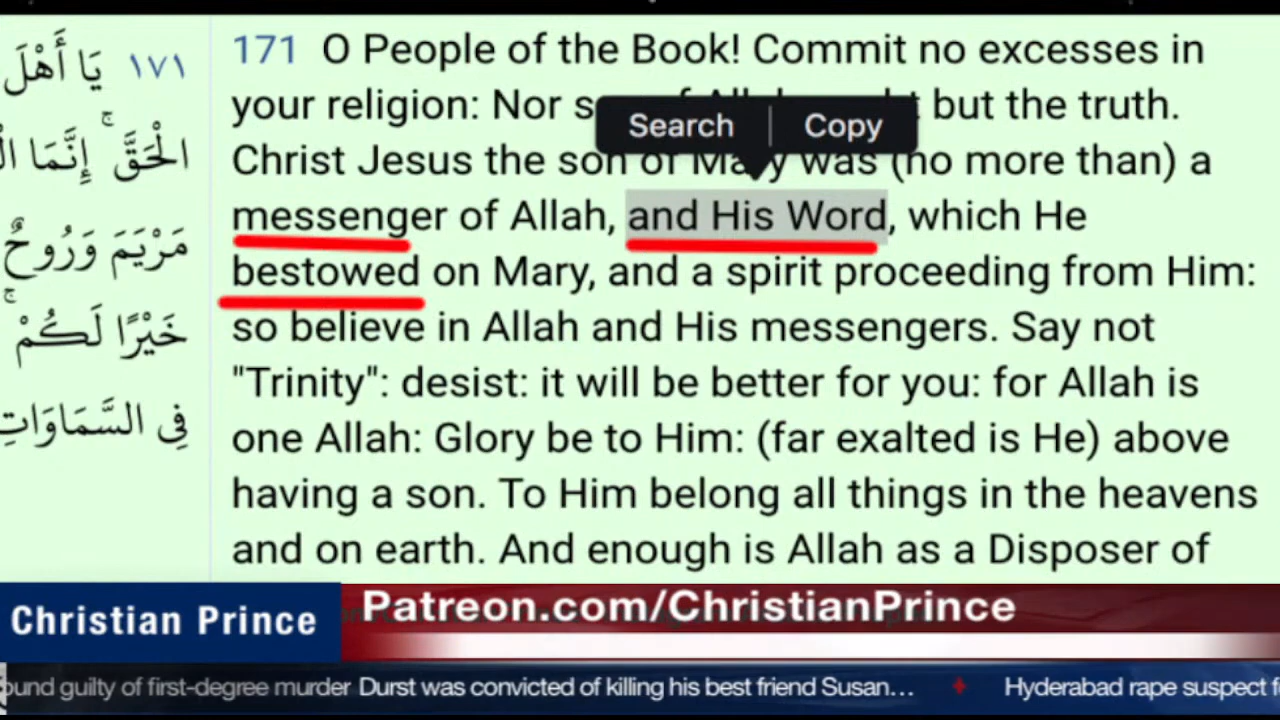 ١٧١ يَا أَهْلَ
الْحَقَّ ۚ إِنَّمَا
مَرْيَمَ وَرُوحٌ
خَيْرًا لَكُمْ ۚ
فِي السَّمَاوَاتِ
171 O People of the Book! Commit no excesses in
your religion: Nor but the truth.
Search Copy
Christ Jesus the son of Mary was (no more than) a
messenger of Allah, and His Word, which He
bestowed on Mary, and a spirit proceeding from Him:
so believe in Allah and His messengers. Say not
"Trinity": desist: it will be better for you: for Allah is
one Allah: Glory be to Him: (far exalted is He) above
having a son. To Him belong all things in the heavens
and on earth. And enough is Allah as a Disposer of
Christian Prince
Patreon.com/ChristianPrince
guilty of first-degree murder Durst was convicted of killing his best friend Susan... Hyderabad rape suspect